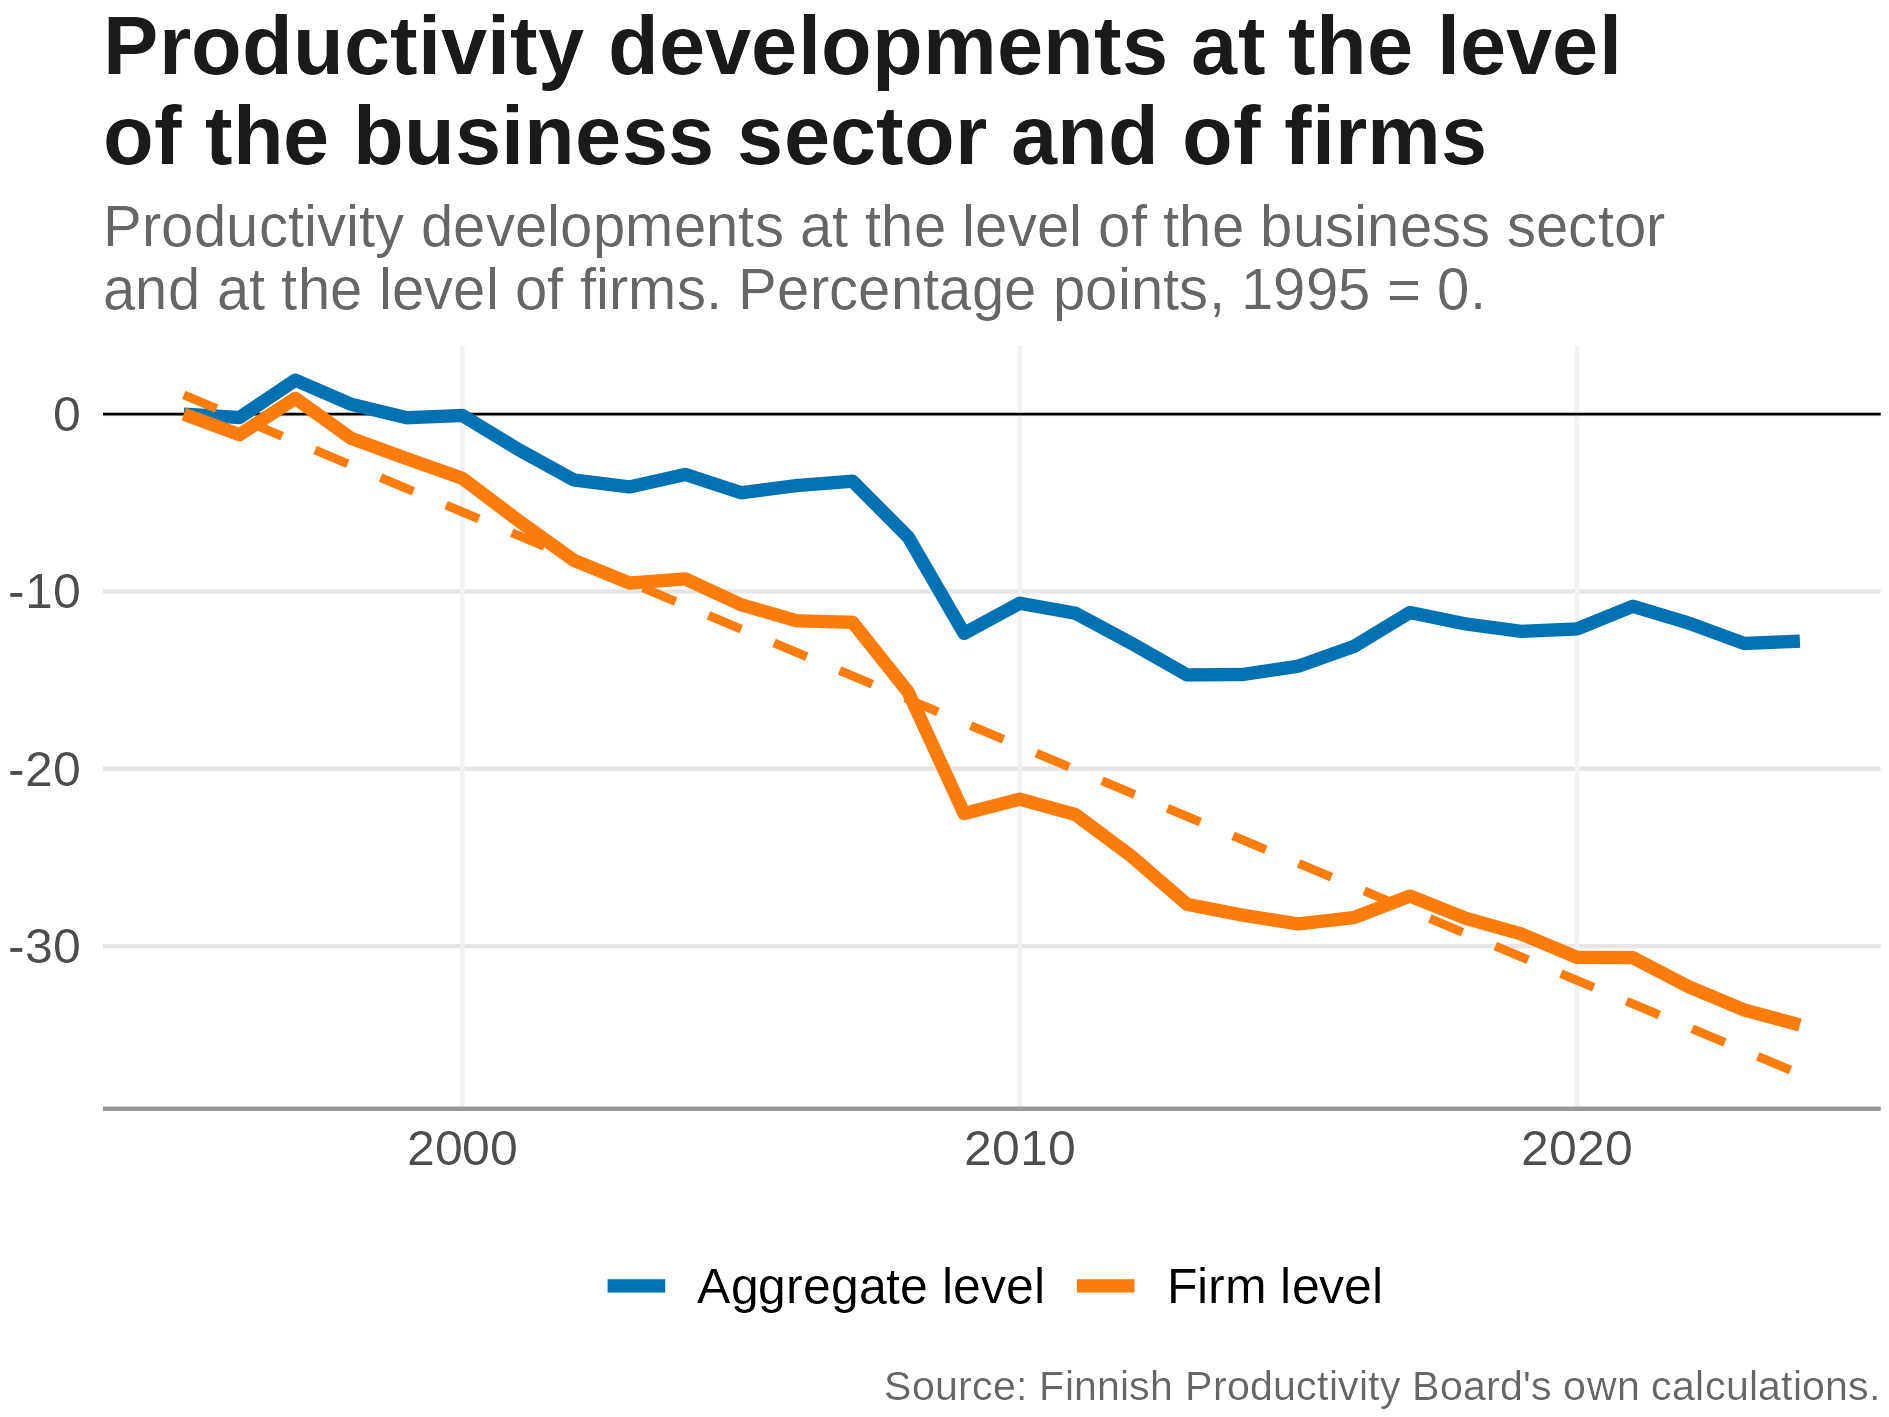 Productivity developments at the level
of the business sector and of firms
Productivity developments at the level of the business sector
and at the level of firms. Percentage points, 1995 = 0.
0
-10
-20
-30
2000 2010 2020
Aggregate level Firm level
Source: Finnish Productivity Board's own calculations.